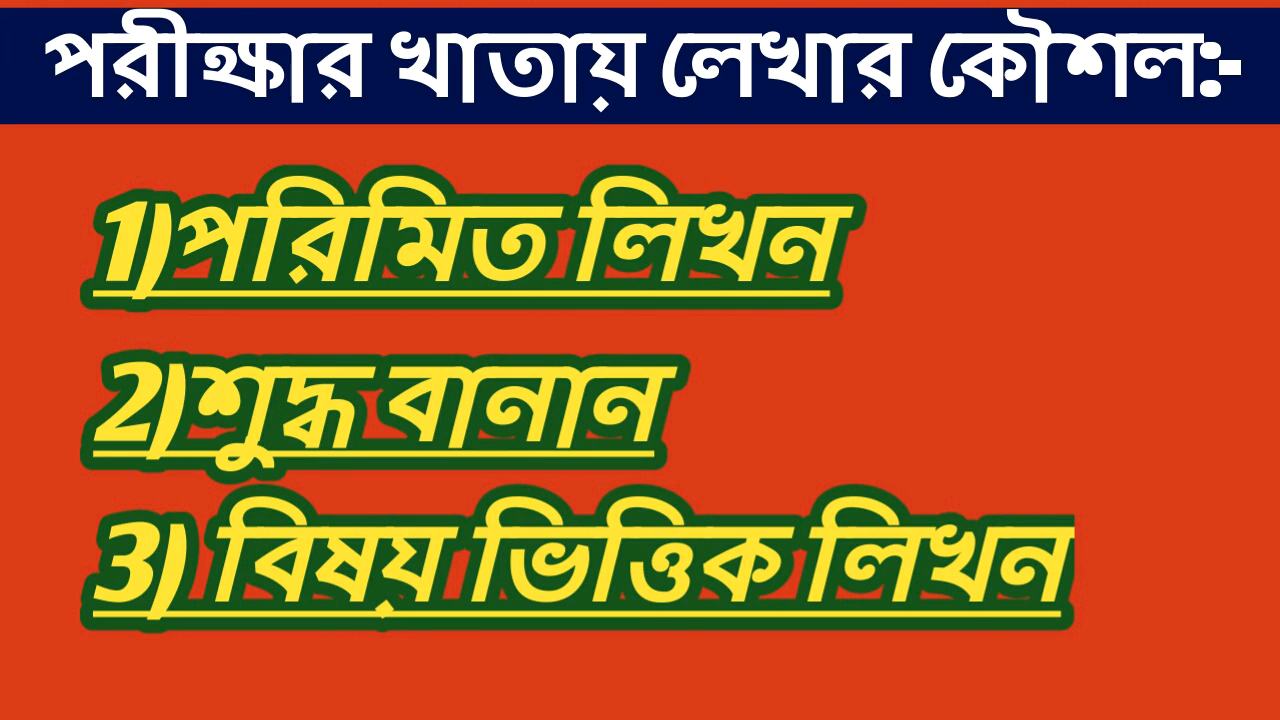 পরীক্ষার খাতায় লেখার কৌশল:-
1)পরিমিত লিখন
2)শুদ্ধ বানান
3) বিষয় ভিত্তিক লিখন